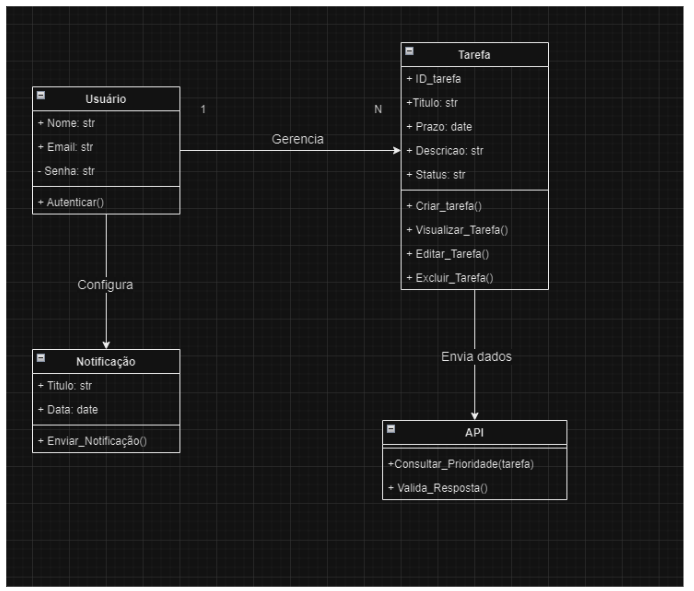 Usuário
+ Nome: str
+ Email: str
- Senha: str
+ Autenticar()
1
N
Gerencia
Tarefa
+ ID_tarefa
+Titulo: str
+ Prazo: date
+ Descricao: str
+ Status: str
+ Criar_tarefa()
+ Visualizar_Tarefa()
+ Editar_Tarefa()
+ Excluir_Tarefa()
Configura
Notificação
+ Titulo: str
+ Data: date
+ Enviar_Notificação()
Envia dados
API
+Consultar_Prioridade(tarefa)
+ Valida_Resposta()